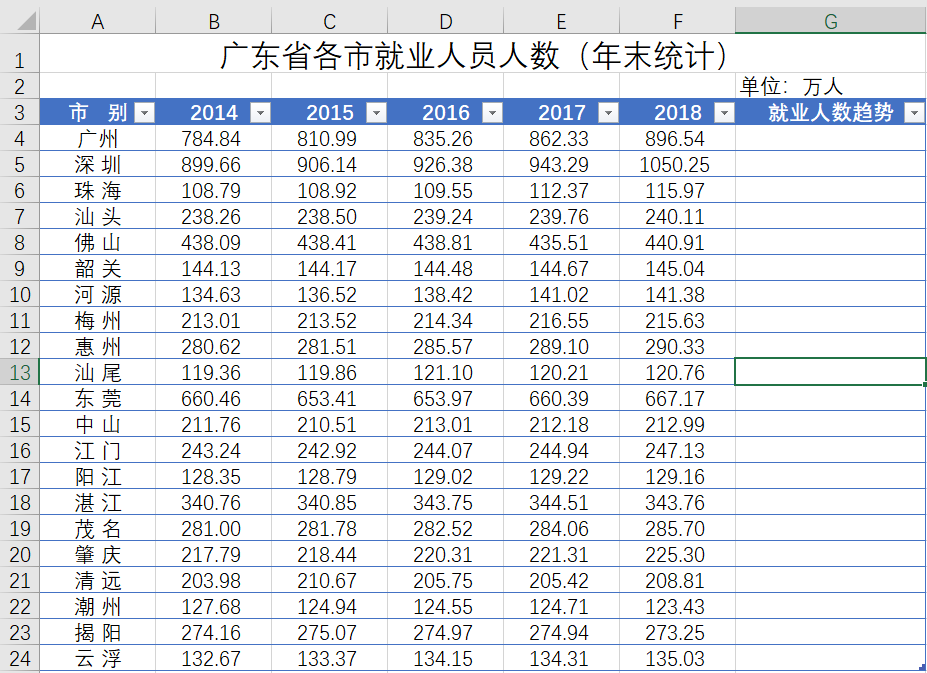 A B C D E F G
1 广东省各市就业人员人数（年末统计）
2 单位：万人
3 市 别 2014 2015 2016 2017 2018 就业人数趋势
4 广州 784.84 810.99 835.26 862.33 896.54
5 深 圳 899.66 906.14 926.38 943.29 1050.25
6 珠 海 108.79 108.92 109.55 112.37 115.97
7 汕 头 238.26 238.50 239.24 239.76 240.11
8 佛 山 438.09 438.41 438.81 435.51 440.91
9 韶 关 144.13 144.17 144.48 144.67 145.04
10 河 源 134.63 136.52 138.42 141.02 141.38
11 梅 州 213.01 213.52 214.34 216.55 215.63
12 惠 州 280.62 281.51 285.57 289.10 290.33
13 汕 尾 119.36 119.86 121.10 120.21 120.76
14 东 莞 660.46 653.41 653.97 660.39 667.17
15 中 山 211.76 210.51 213.01 212.18 212.99
16 江 门 243.24 242.92 244.07 244.94 247.13
17 阳 江 128.35 128.79 129.02 129.22 129.16
18 湛 江 340.76 340.85 343.75 344.51 343.76
19 茂 名 281.00 281.78 282.52 284.06 285.70
20 肇 庆 217.79 218.44 220.31 221.31 225.30
21 清 远 203.98 210.67 205.75 205.42 208.81
22 潮 州 127.68 124.94 124.55 124.71 123.43
23 揭 阳 274.16 275.07 274.97 274.94 273.25
24 云 浮 132.67 133.37 134.15 134.31 135.03